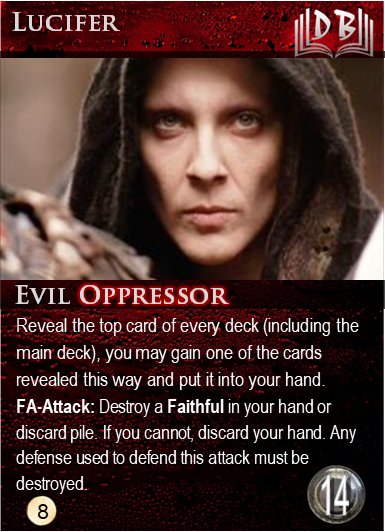 LUCIFER
DB
EVIL OPPRESSOR
Reveal the top card of every deck (including the
main deck), you may gain one of the cards
revealed this way and put it into your hand.
FA-Attack: Destroy a Faithful in your hand or
discard pile. If you cannot, discard your hand. Any
defense used to defend this attack must be
destroyed.
8
14